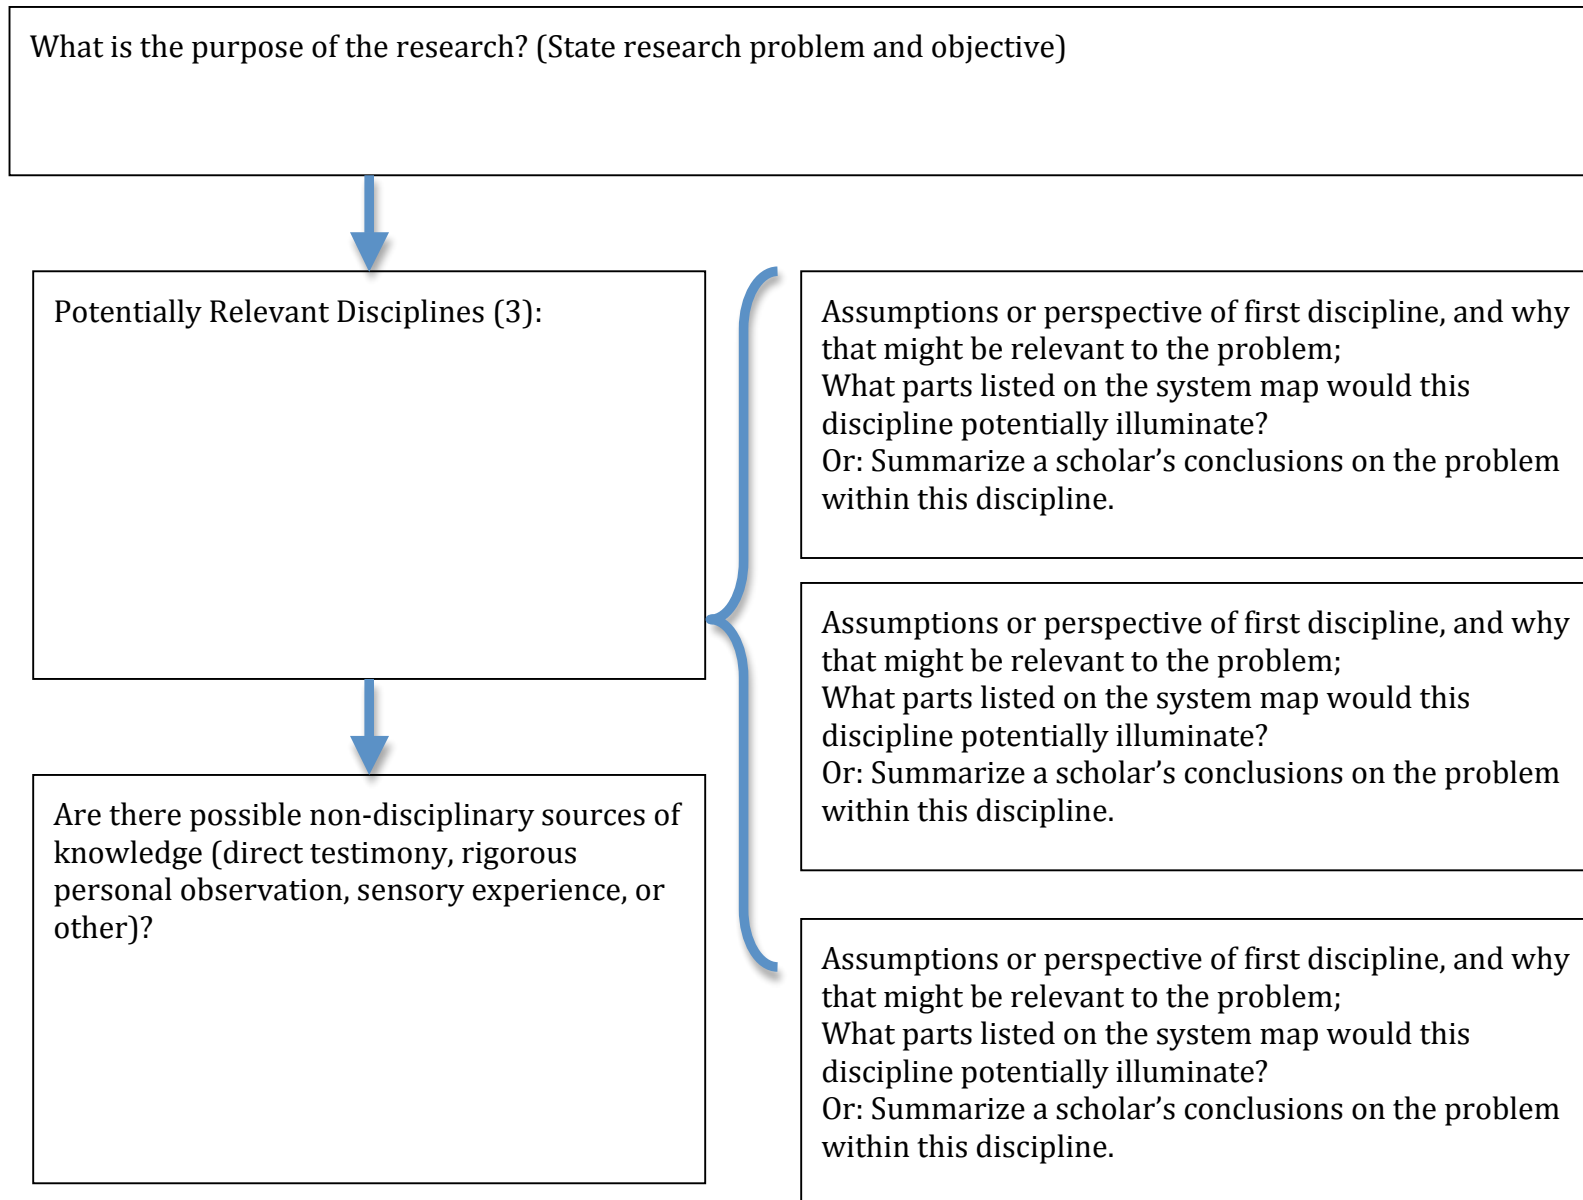 What is the purpose of the research? (State research problem and objective)
Potentially Relevant Disciplines (3):
Assumptions or perspective of first discipline, and why
that might be relevant to the problem;
What parts listed on the system map would this
discipline potentially illuminate?
Or: Summarize a scholar’s conclusions on the problem
within this discipline.
Assumptions or perspective of first discipline, and why
that might be relevant to the problem;
What parts listed on the system map would this
discipline potentially illuminate?
Or: Summarize a scholar’s conclusions on the problem
within this discipline.
Are there possible non-disciplinary sources of
knowledge (direct testimony, rigorous
personal observation, sensory experience, or
other)?
Assumptions or perspective of first discipline, and why
that might be relevant to the problem;
What parts listed on the system map would this
discipline potentially illuminate?
Or: Summarize a scholar’s conclusions on the problem
within this discipline.